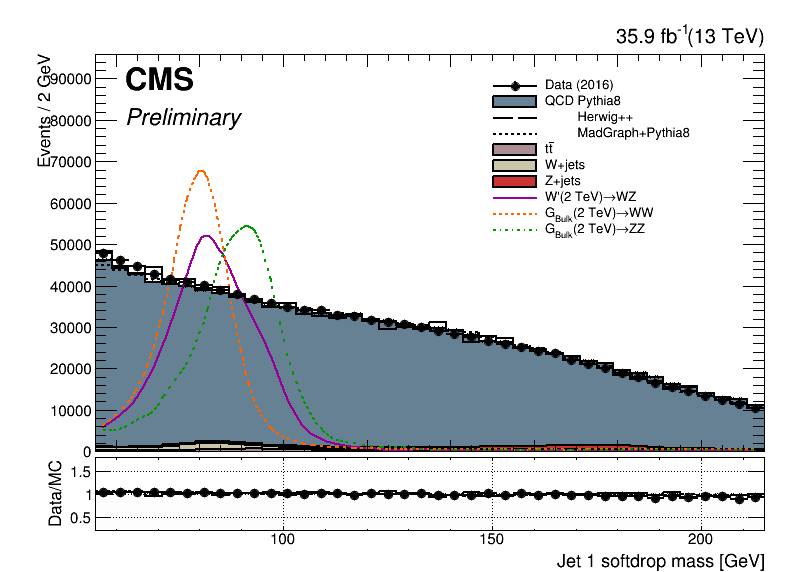 35.9 fb⁻¹(13 TeV)
CMS
Preliminary
Events / 2 GeV
90000
80000
70000
60000
50000
40000
30000
20000
10000
0
Data (2016)
QCD Pythia8
Herwig++
MadGraph+Pythia8
tt̄
W+jets
Z+jets
W'(2 TeV)→WZ
G_Bulk(2 TeV)→WW
G_Bulk(2 TeV)→ZZ
Data/MC
1.5
1
0.5
100
150
200
Jet 1 softdrop mass [GeV]